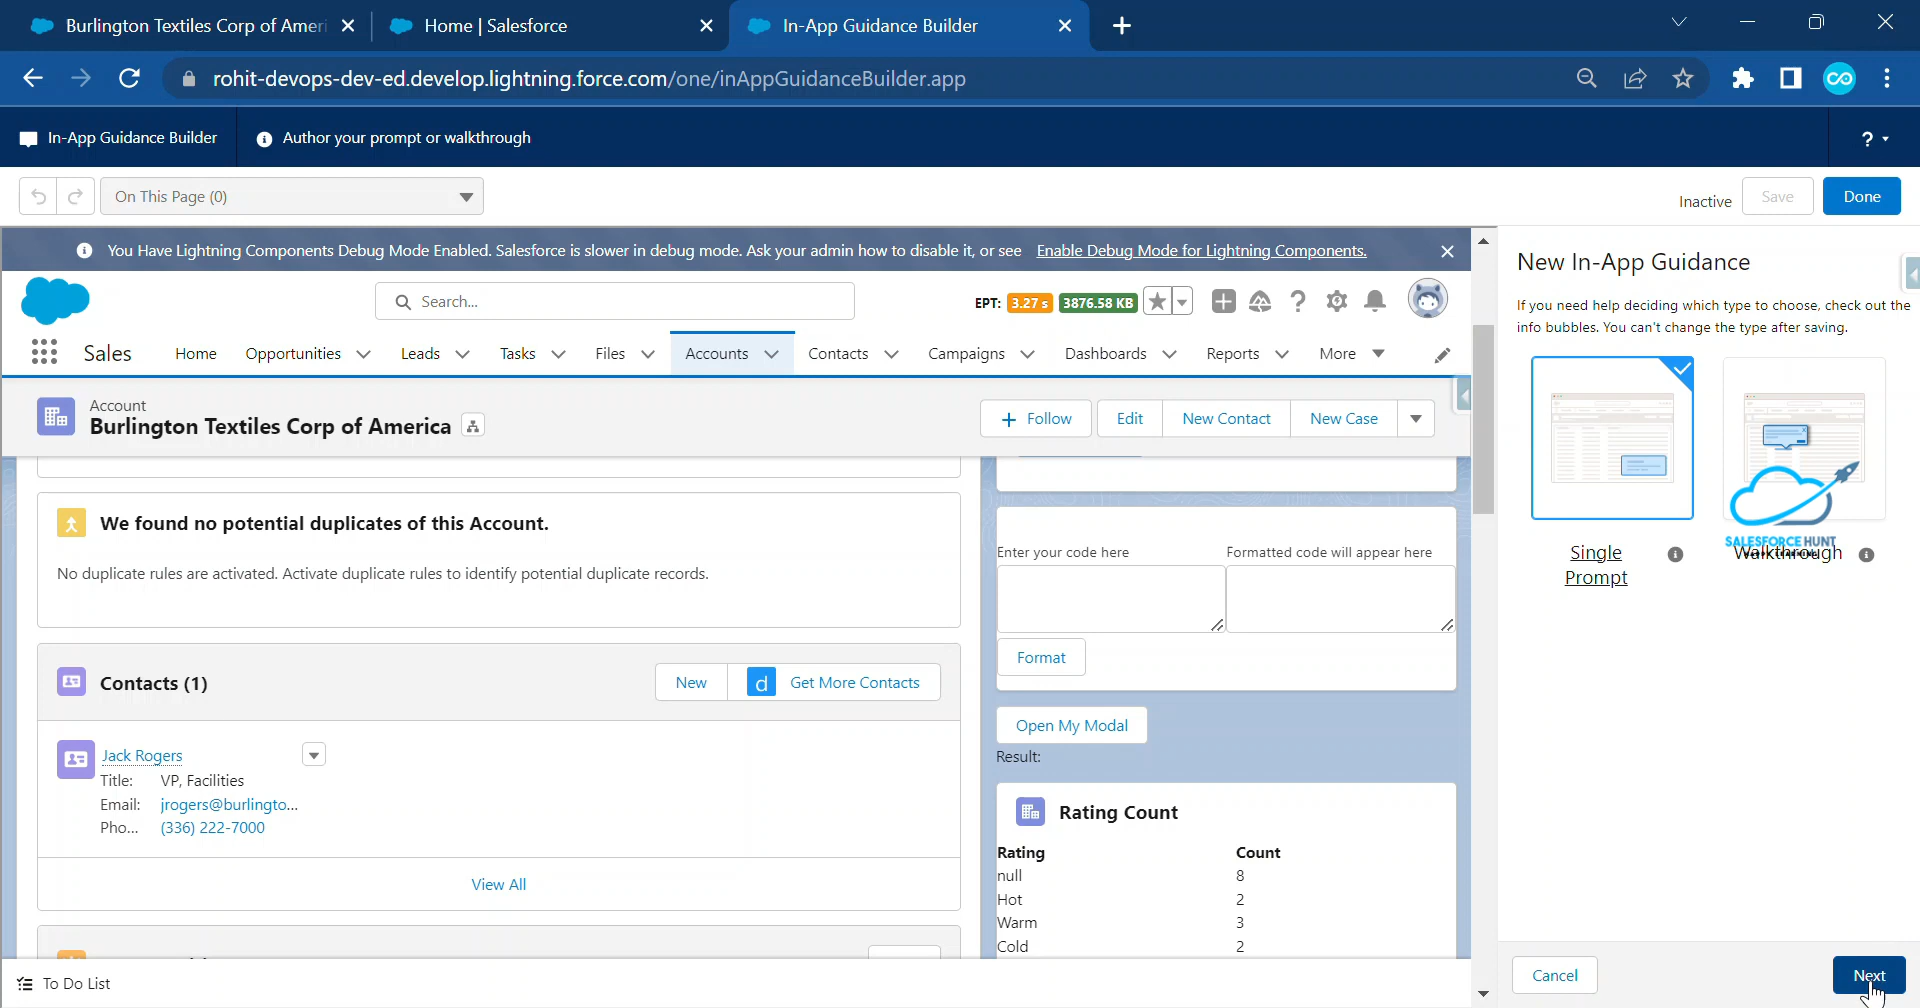 Burlington Textiles Corp of Ameri
Home | Salesforce
In-App Guidance Builder
rohit-devops-dev-ed.develop.lightning.force.com/one/inAppGuidanceBuilder.app
In-App Guidance Builder
Author your prompt or walkthrough
?
On This Page (0)
Inactive
Save
Done
You Have Lightning Components Debug Mode Enabled. Salesforce is slower in debug mode. Ask your admin how to disable it, or see Enable Debug Mode for Lightning Components.
Search...
EPT: 3.27 s 3876.58 KB
Sales
Home
Opportunities
Leads
Tasks
Files
Accounts
Contacts
Campaigns
Dashboards
Reports
More
Account
Burlington Textiles Corp of America
Follow
Edit
New Contact
New Case
We found no potential duplicates of this Account.
No duplicate rules are activated. Activate duplicate rules to identify potential duplicate records.
Contacts (1)
New
d Get More Contacts
Jack Rogers
Title: VP, Facilities
Email: jrogers@burlingto...
Pho... (336) 222-7000
View All
Enter your code here
Formatted code will appear here
Format
Open My Modal
Result:
Rating Count
Rating Count
null 8
Hot 2
Warm 3
Cold 2
To Do List
New In-App Guidance
If you need help deciding which type to choose, check out the
info bubbles. You can't change the type after saving.
Single
Prompt
SALESFORCE HUNT
Walkthrough
Cancel
Next